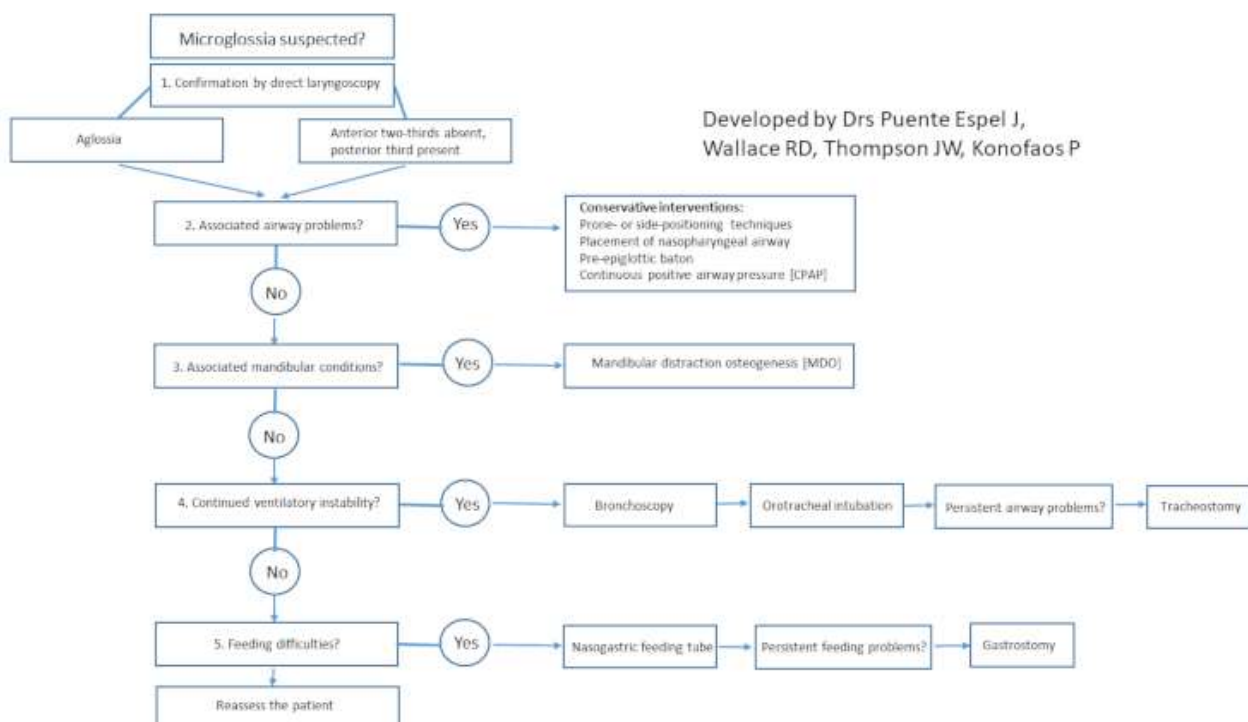 Microglossia suspected?
1. Confirmation by direct laryngoscopy
Aglossia
Anterior two-thirds absent,
posterior third present
Developed by Drs Puente Espel J,
Wallace RD, Thompson JW, Konofaos P
2. Associated airway problems?
Yes
Conservative interventions:
Prone- or side-positioning techniques
Placement of nasopharyngeal airway
Pre-epiglottic baton
Continuous positive airway pressure [CPAP]
No
3. Associated mandibular conditions?
Yes
Mandibular distraction osteogenesis [MDO]
No
4. Continued ventilatory instability?
Yes
Bronchoscopy
Orotracheal intubation
Persistent airway problems?
Tracheostomy
No
5. Feeding difficulties?
Yes
Nasogastric feeding tube
Persistent feeding problems?
Gastrostomy
Reassess the patient